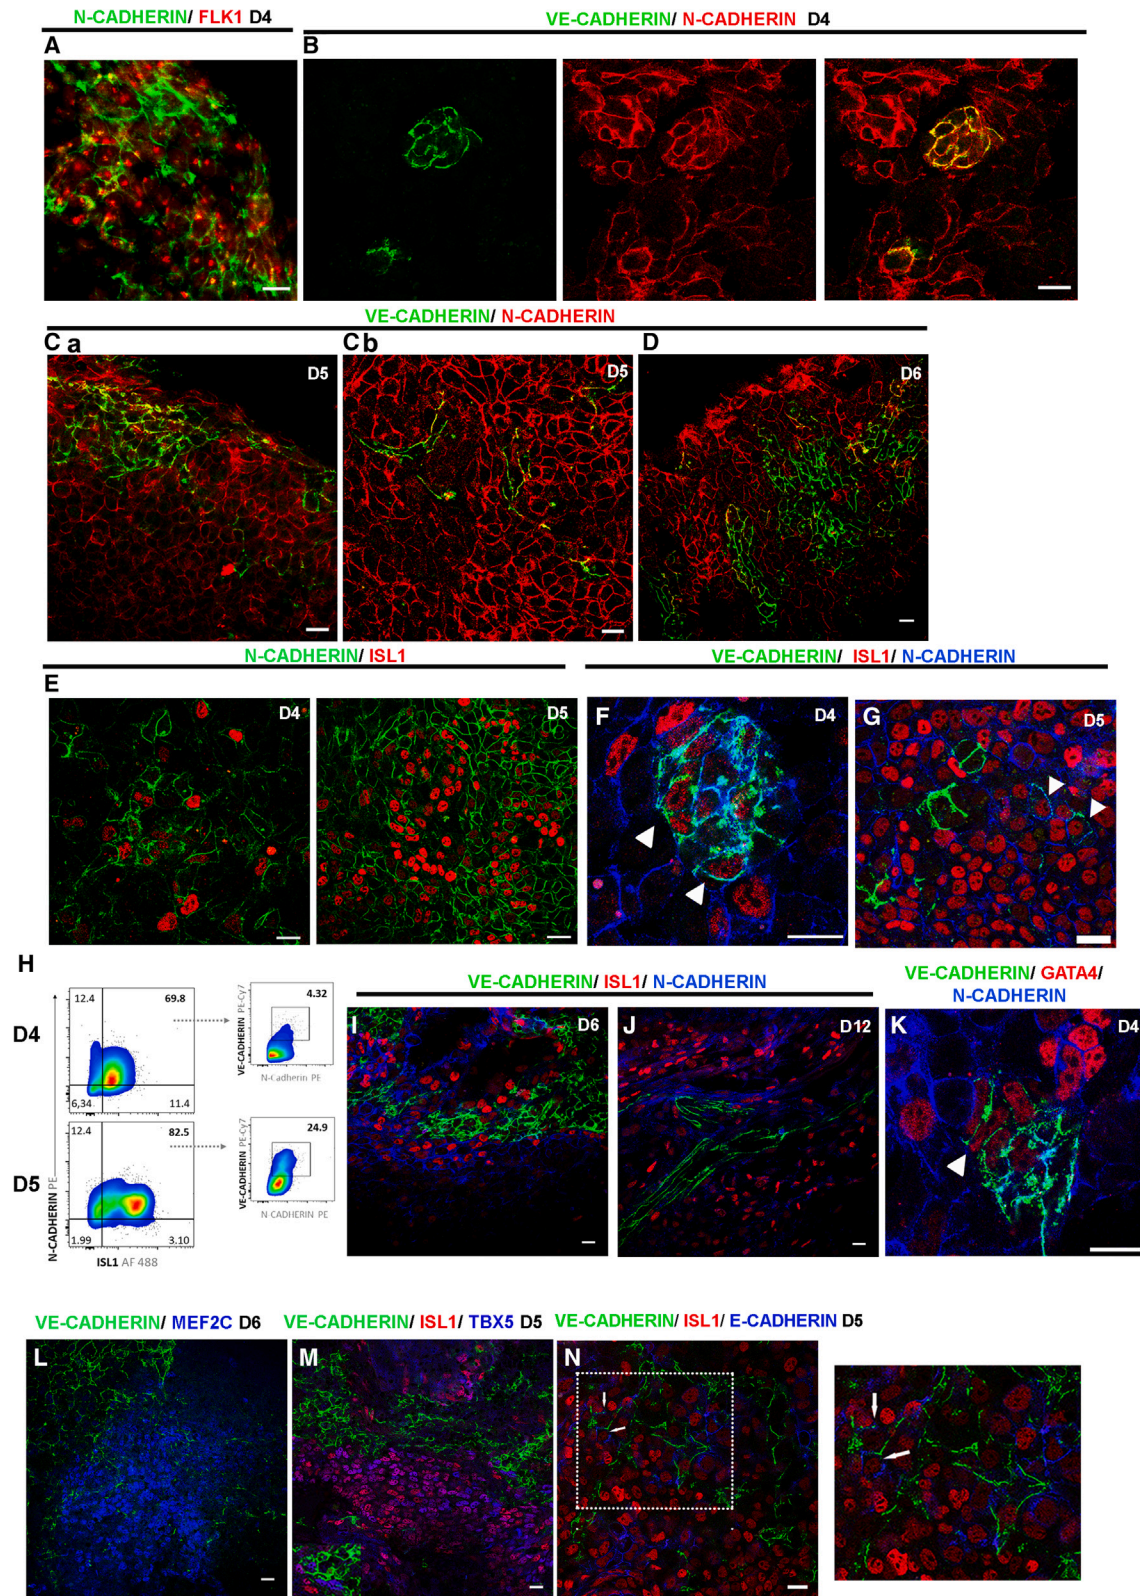 N-CADHERIN/ FLK1 D4
VE-CADHERIN/ N-CADHERIN D4
A
B
VE-CADHERIN/ N-CADHERIN
C a
D5
C b
D5
D
D6
N-CADHERIN/ ISL1
VE-CADHERIN/ ISL1/ N-CADHERIN
E
D4
D5
F
D4
G
D5
H
D4
12.4
69.8
6,34
11.4
4.32
VE-CADHERIN PE-Cy7
N-Cadherin PE
D5
12.4
82.5
1.99
3.10
24.9
VE-CADHERIN PE-Cy7
N-CADHERIN PE
N-CADHERIN PE
ISL1 AF 488
VE-CADHERIN/ ISL1/ N-CADHERIN
I
D6
J
D12
VE-CADHERIN/ GATA4/
N-CADHERIN
K
D4
VE-CADHERIN/ MEF2C D6
L
VE-CADHERIN/ ISL1/ TBX5 D5
M
VE-CADHERIN/ ISL1/ E-CADHERIN D5
N